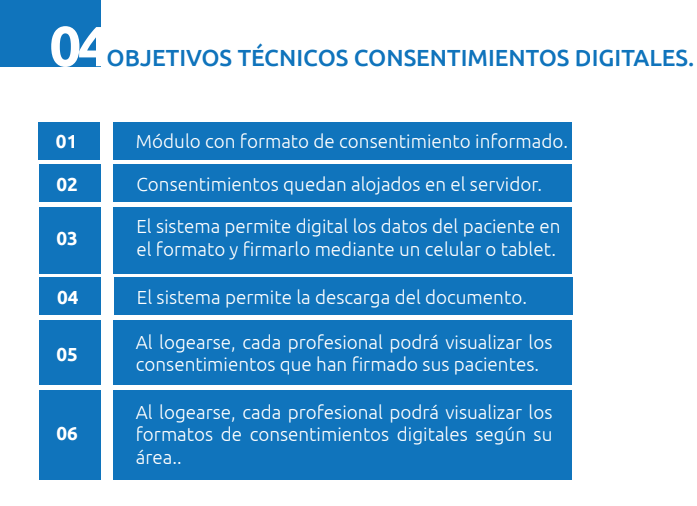 04
OBJETIVOS TÉCNICOS CONSENTIMIENTOS DIGITALES.
01
Módulo con formato de consentimiento informado.
02
Consentimientos quedan alojados en el servidor.
03
El sistema permite digital los datos del paciente en
el formato y firmarlo mediante un celular o tablet.
04
El sistema permite la descarga del documento.
05
Al logearse, cada profesional podrá visualizar los
consentimientos que han firmado sus pacientes.
06
Al logearse, cada profesional podrá visualizar los
formatos de consentimientos digitales según su
área..